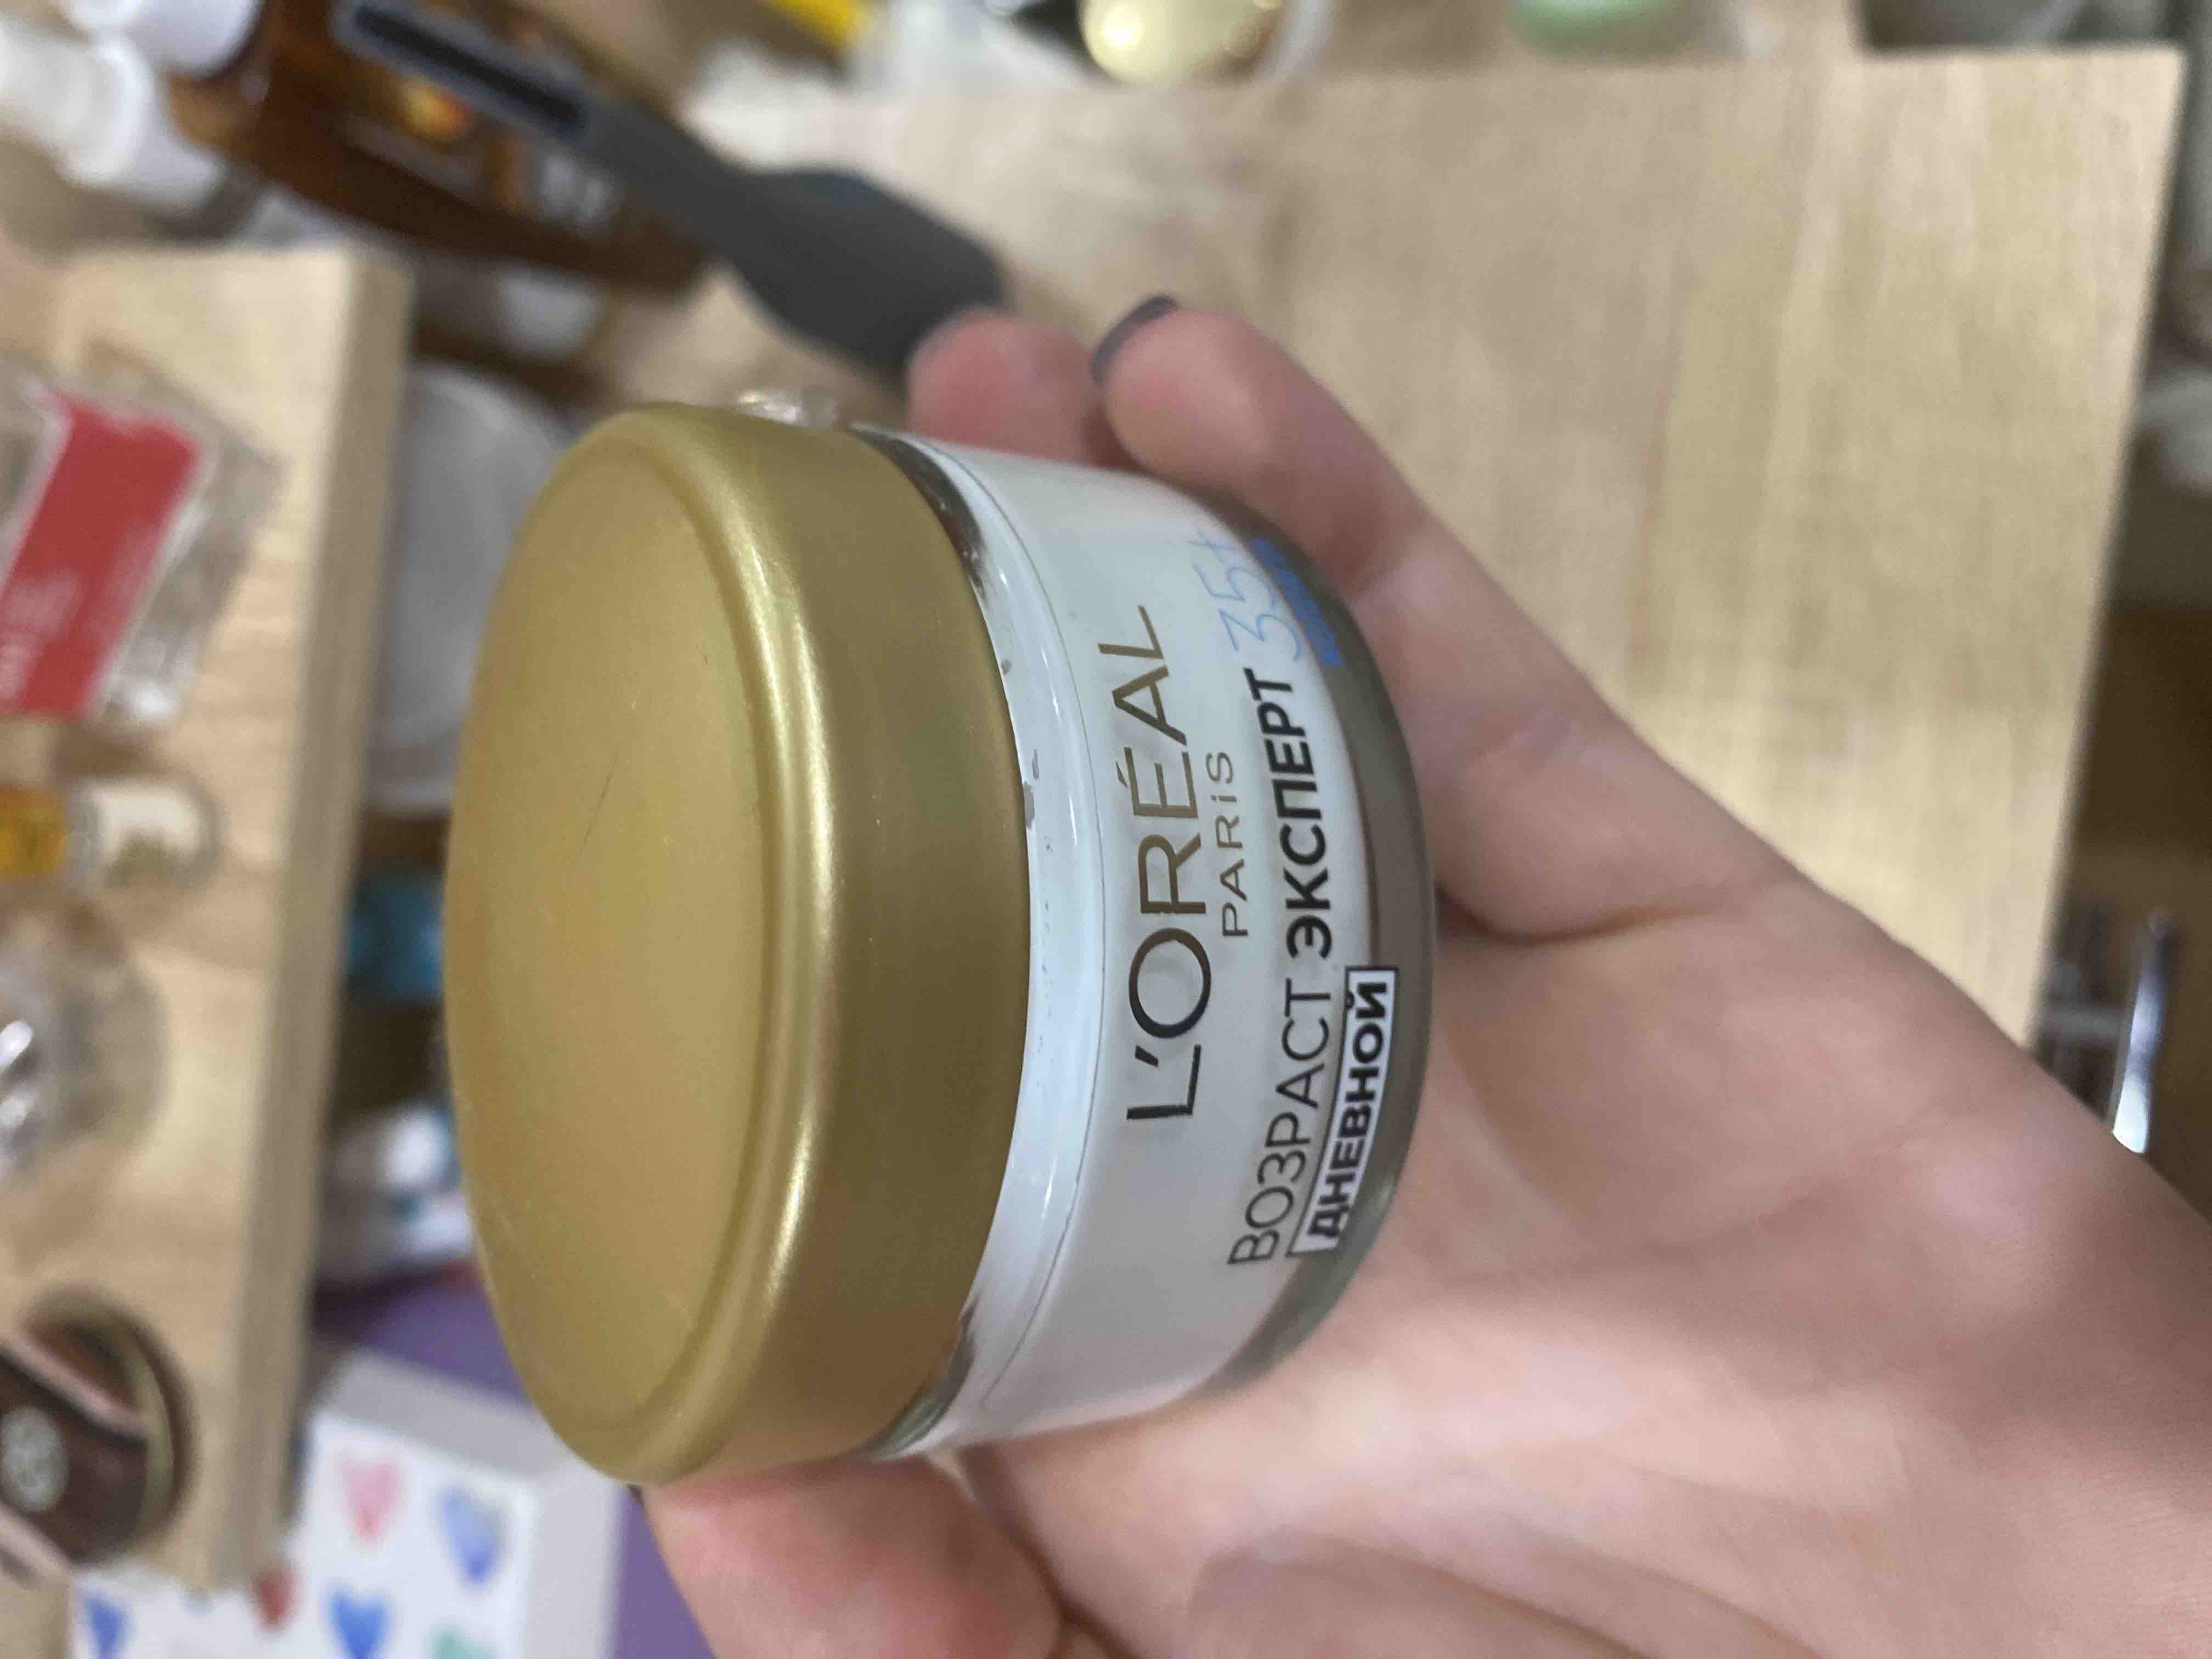 L'ORÉAL
PARiS
ВОЗРАСТ ЭКСПЕРТ 35+
ДНЕВНОЙ